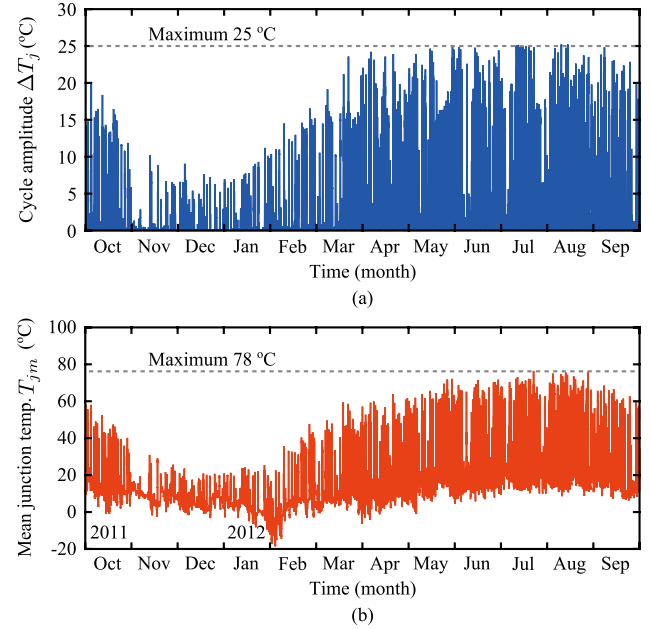 (a)
Cycle amplitude ΔTj (ºC)
30
25
20
15
10
5
0
Maximum 25 ºC
Oct Nov Dec Jan Feb Mar Apr May Jun Jul Aug Sep
Time (month)
(a)
Mean junction temp. Tjm (ºC)
100
80
60
40
20
0
-20
Maximum 78 ºC
2011 2012
Oct Nov Dec Jan Feb Mar Apr May Jun Jul Aug Sep
Time (month)
(b)